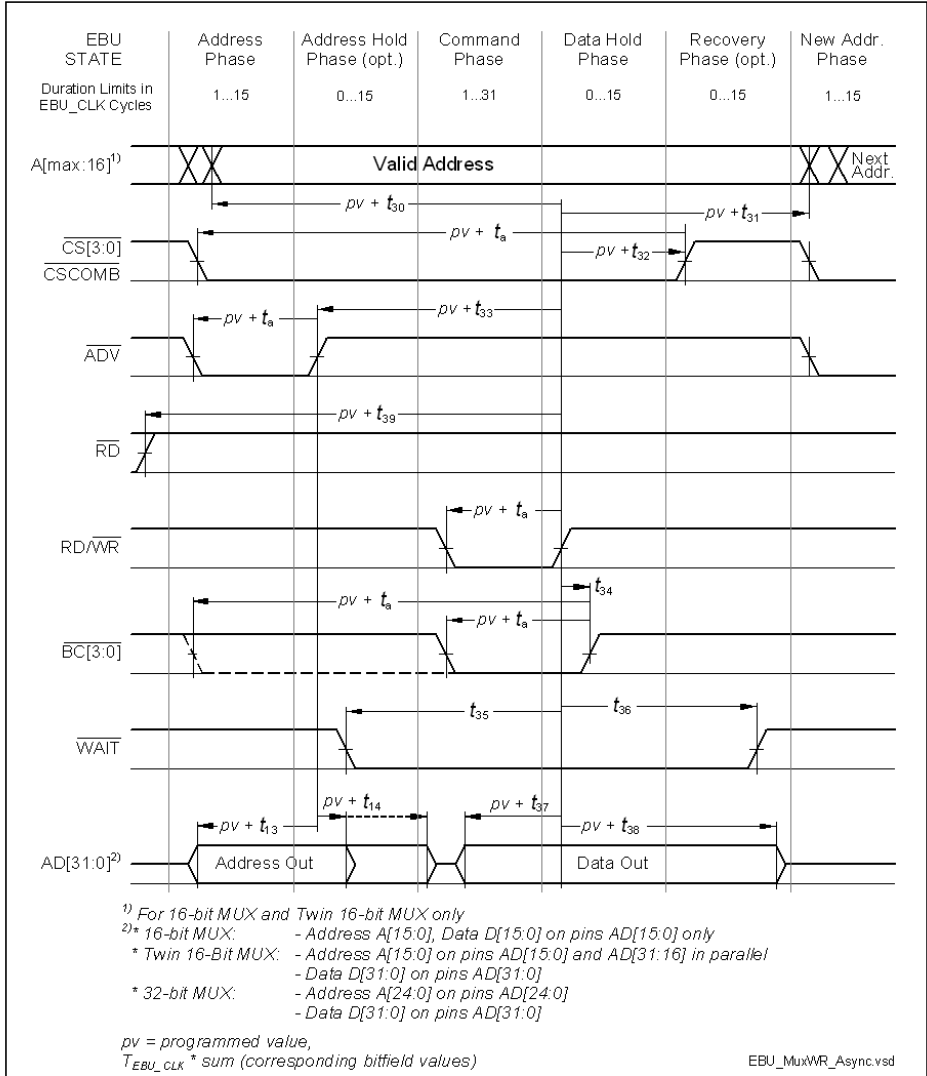 EBU STATE
Address Phase
Address Hold Phase (opt.)
Command Phase
Data Hold Phase
Recovery Phase (opt.)
New Addr. Phase
Duration Limits in EBU_CLK Cycles
1...15
0...15
1...31
0...15
0...15
1...15
A[max:16]1)
Valid Address
Next Addr.
pv + t30
pv + t31
CS[3:0]
CSCOMB
pv + ta
pv + t32
ADV
pv + ta
pv + t33
RD
pv + t39
RD/WR
pv + ta
t34
BC[3:0]
pv + ta
pv + ta
WAIT
t35
t36
AD[31:0]2)
pv + t13
pv + t14
pv + t37
pv + t38
Address Out
Data Out
1) For 16-bit MUX and Twin 16-bit MUX only
2)* 16-bit MUX: - Address A[15:0], Data D[15:0] on pins AD[15:0] only
* Twin 16-Bit MUX: - Address A[15:0] on pins AD[15:0] and AD[31:16] in parallel
- Data D[31:0] on pins AD[31:0]
* 32-bit MUX: - Address A[24:0] on pins AD[24:0]
- Data D[31:0] on pins AD[31:0]
pv = programmed value,
TEBU_CLK * sum (corresponding bitfield values)
EBU_MuxWR_Async.vsd